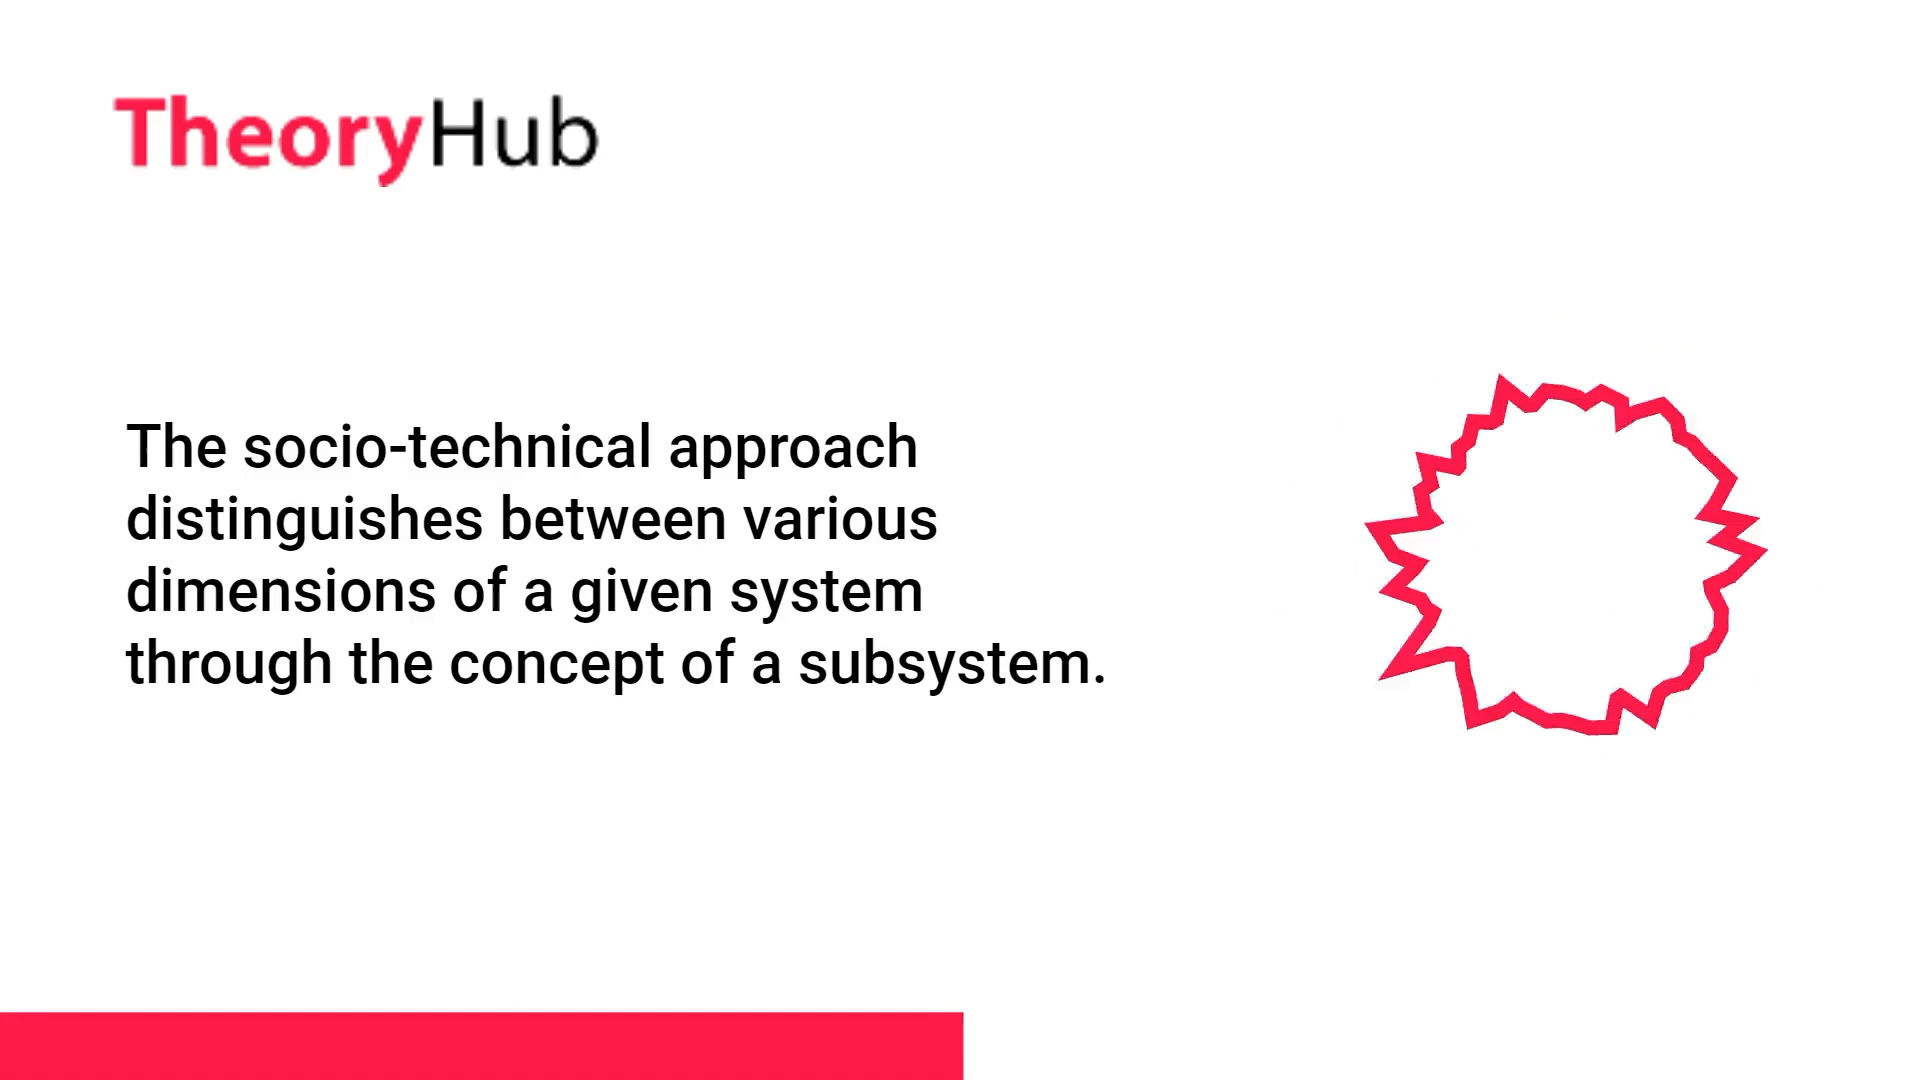 TheoryHub
The socio-technical approach
distinguishes between various
dimensions of a given system
through the concept of a subsystem.